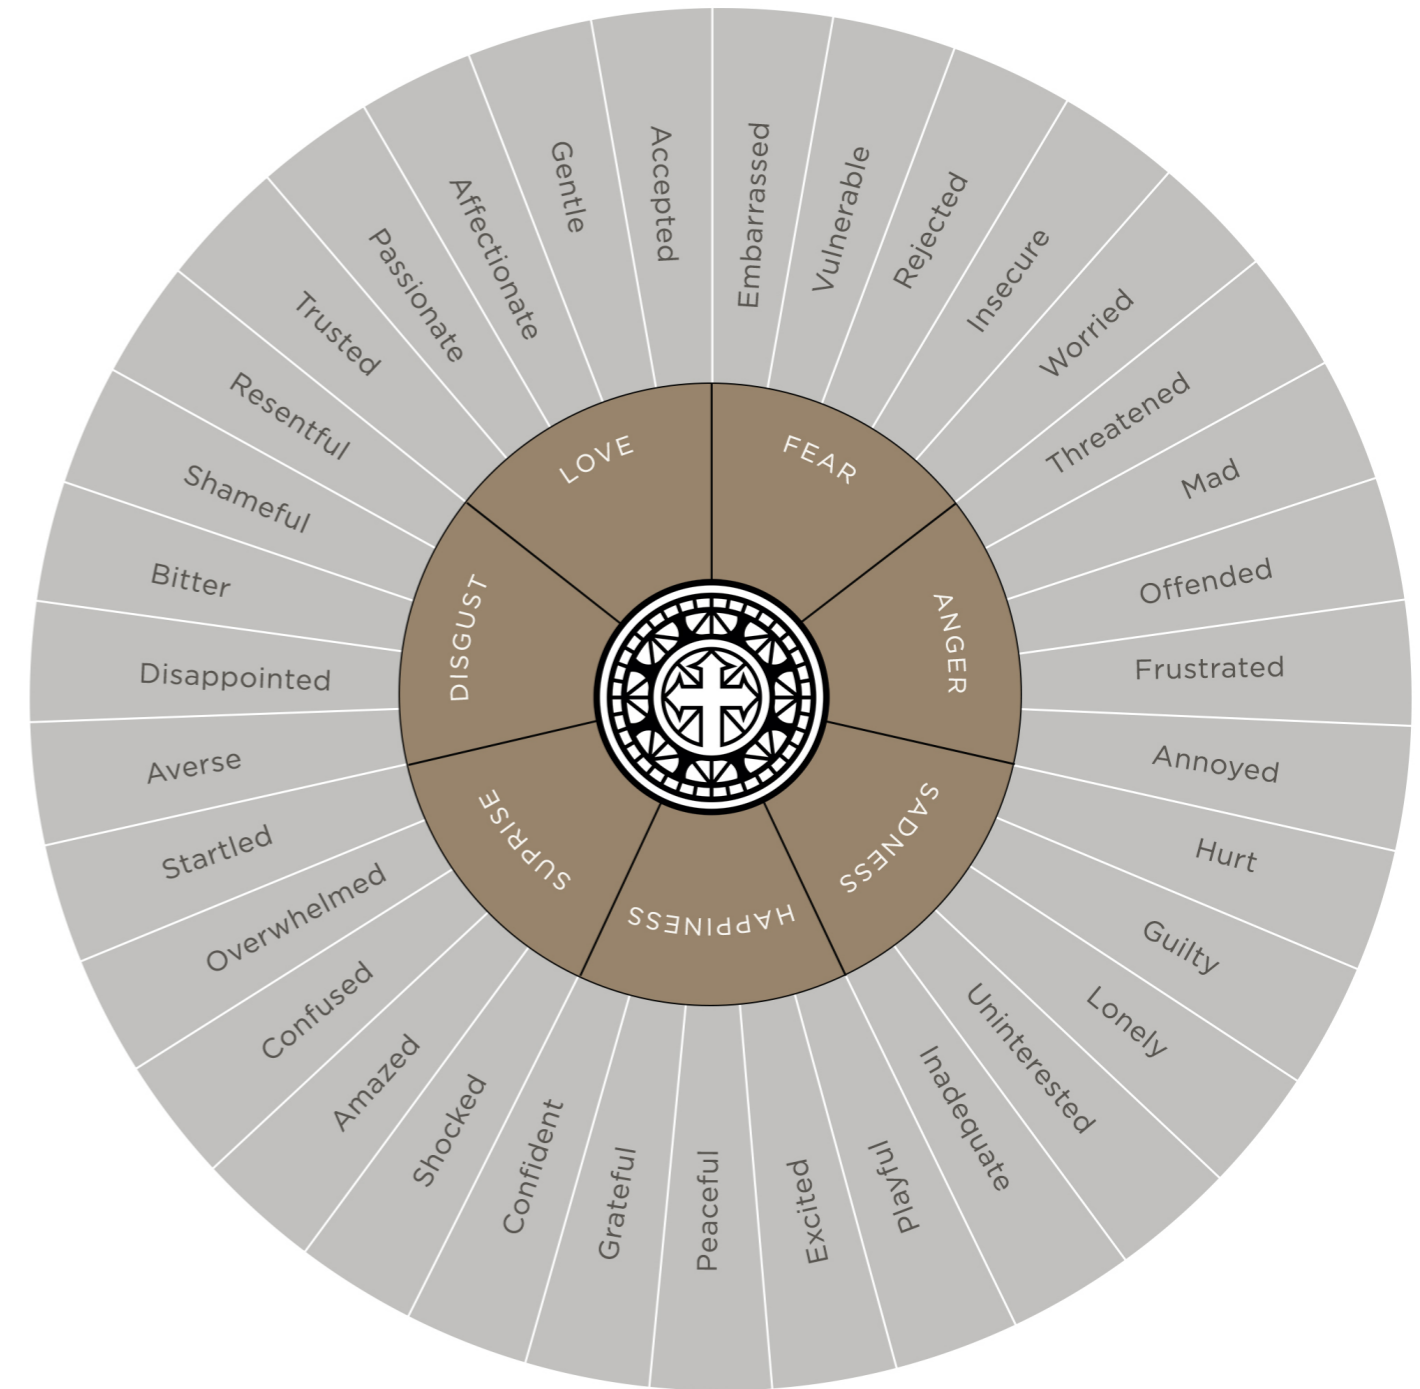 FEAR
Embarrassed
Vulnerable
Rejected
Insecure
Worried
ANGER
Threatened
Mad
Offended
Frustrated
Annoyed
SADNESS
Hurt
Guilty
Lonely
Uninterested
Inadequate
HAPPINESS
Playful
Excited
Peaceful
Grateful
Confident
SUPRISE
Shocked
Amazed
Confused
Overwhelmed
Startled
DISGUST
Averse
Disappointed
Bitter
Shameful
Resentful
LOVE
Trusted
Passionate
Affectionate
Gentle
Accepted